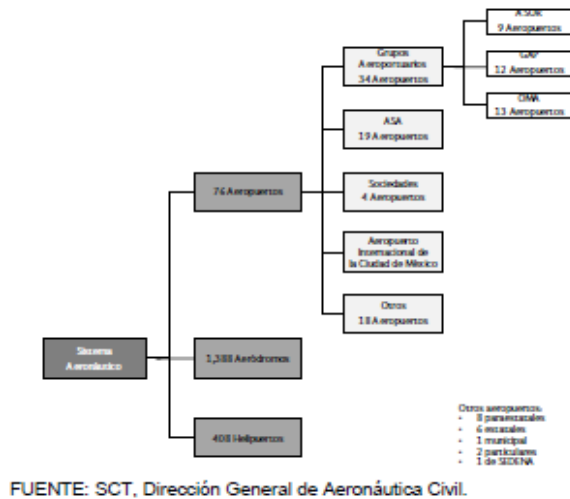 ASUR
9 Aeropuertos
Grupos
Aeroportuarios
34 Aeropuertos
GAP
12 Aeropuertos
OMA
13 Aeropuertos
ASA
19 Aeropuertos
76 Aeropuertos
Sociedades
4 Aeropuertos
Aeropuerto
Internacional de
la Ciudad de México
Otros
18 Aeropuertos
Sistema
Aeronáutico
1,388 Aeródromos
408 Helipuertos
Otros aeropuertos:
• 8 paraestatales
• 6 estatales
• 1 municipal
• 2 particulares
• 1 de SEDENA
FUENTE: SCT, Dirección General de Aeronáutica Civil.